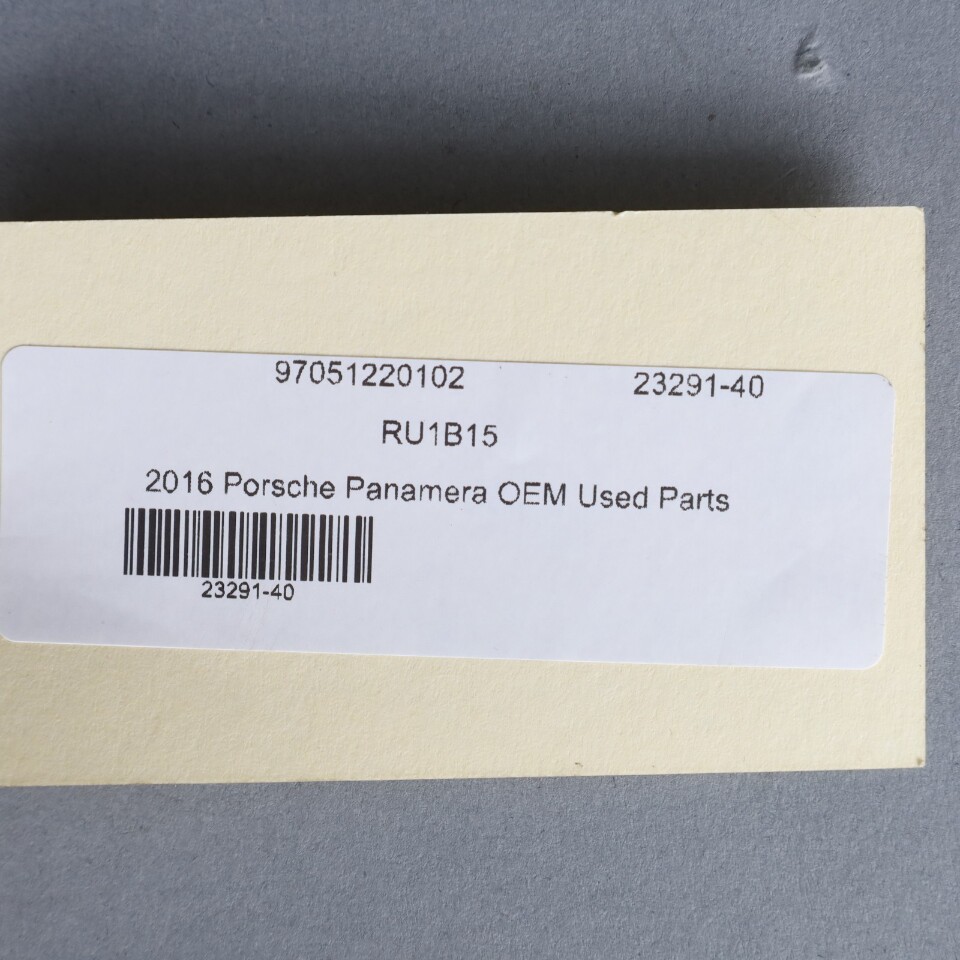 97051220102 23291-40
RU1B15
2016 Porsche Panamera OEM Used Parts
23291-40